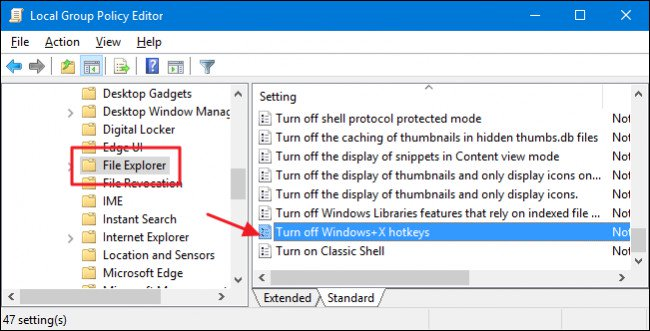 Local Group Policy Editor
File Action View Help
Desktop Gadgets
Desktop Window Manag
Digital Locker
Edge UI
File Explorer
File Revocation
IME
Instant Search
Internet Explorer
Location and Sensors
Microsoft Edge
Setting
Turn off shell protocol protected mode Not
Turn off the caching of thumbnails in hidden thumbs.db files Not
Turn off the display of snippets in Content view mode Not
Turn off the display of thumbnails and only display icons on... Not
Turn off the display of thumbnails and only display icons. Not
Turn off Windows Libraries features that rely on indexed file ... Not
Turn off Windows+X hotkeys Not
Turn on Classic Shell Not
Extended Standard
47 setting(s)